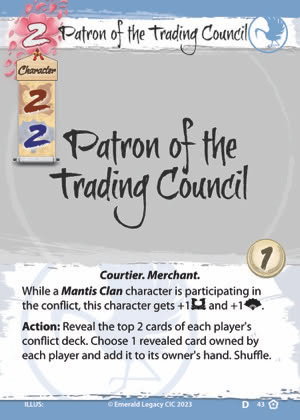 2 Patron of the Trading Council
Character
2
2
Patron of the
Trading Council
1
Courtier. Merchant.
While a Mantis Clan character is participating in
the conflict, this character gets +1 and +1.
Action: Reveal the top 2 cards of each player's
conflict deck. Choose 1 revealed card owned by
each player and add it to its owner's hand. Shuffle.
ILLUS: © Emerald Legacy CIC 2023 D 43